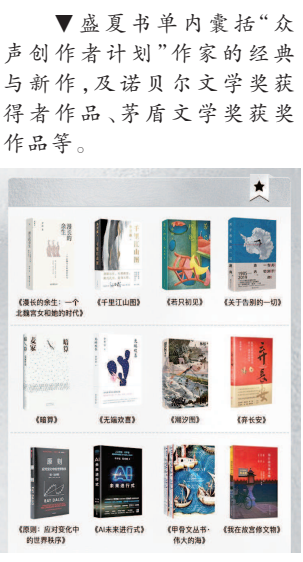 ▼盛夏书单内囊括“众
声创作者计划”作家的经典
与新作,及诺贝尔文学奖获
得者作品、茅盾文学奖获奖
作品等。
《漫长的余生：一个
北魏宫女和她的时代》
《千里江山图》
《若只初见》
《关于告别的一切》
《暗算》
《无端欢喜》
《潮汐图》
《弃长安》
《原则：应对变化中
的世界秩序》
《AI未来进行式》
《甲骨文丛书·
伟大的海》
《我在故宫修文物》